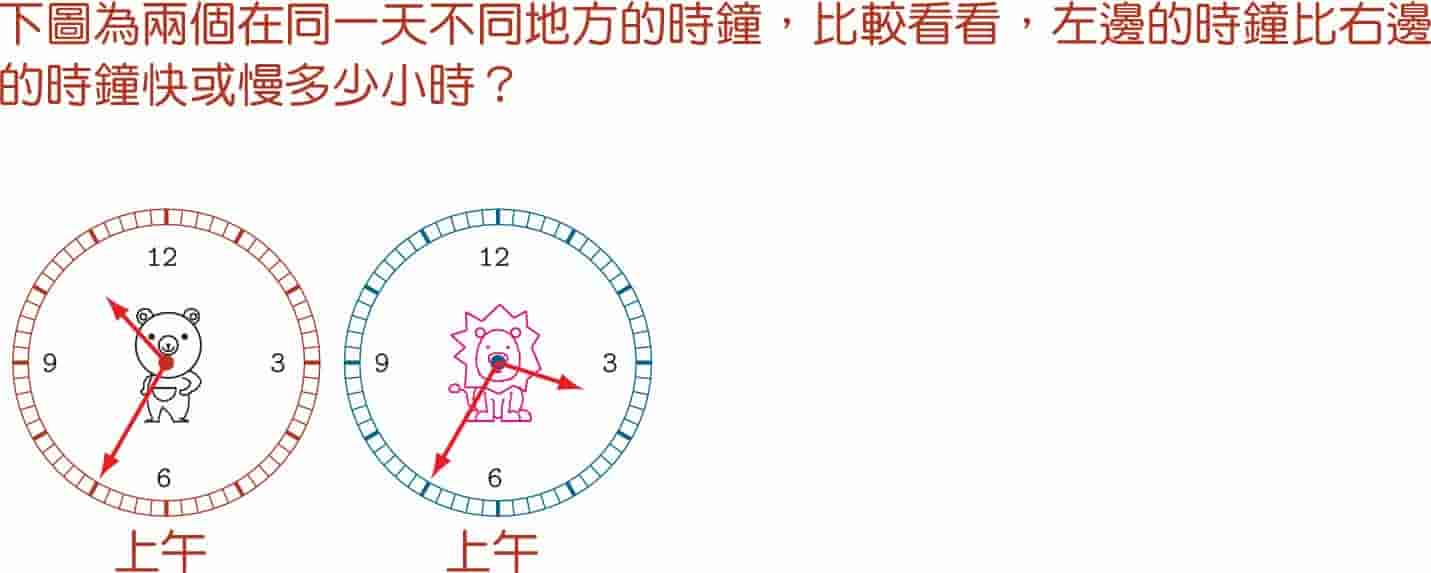 下圖為兩個在同一天不同地方的時鐘，比較看看，左邊的時鐘比右邊
的時鐘快或慢多少小時？
12 12
9 3 9 3
6 6
上午 上午